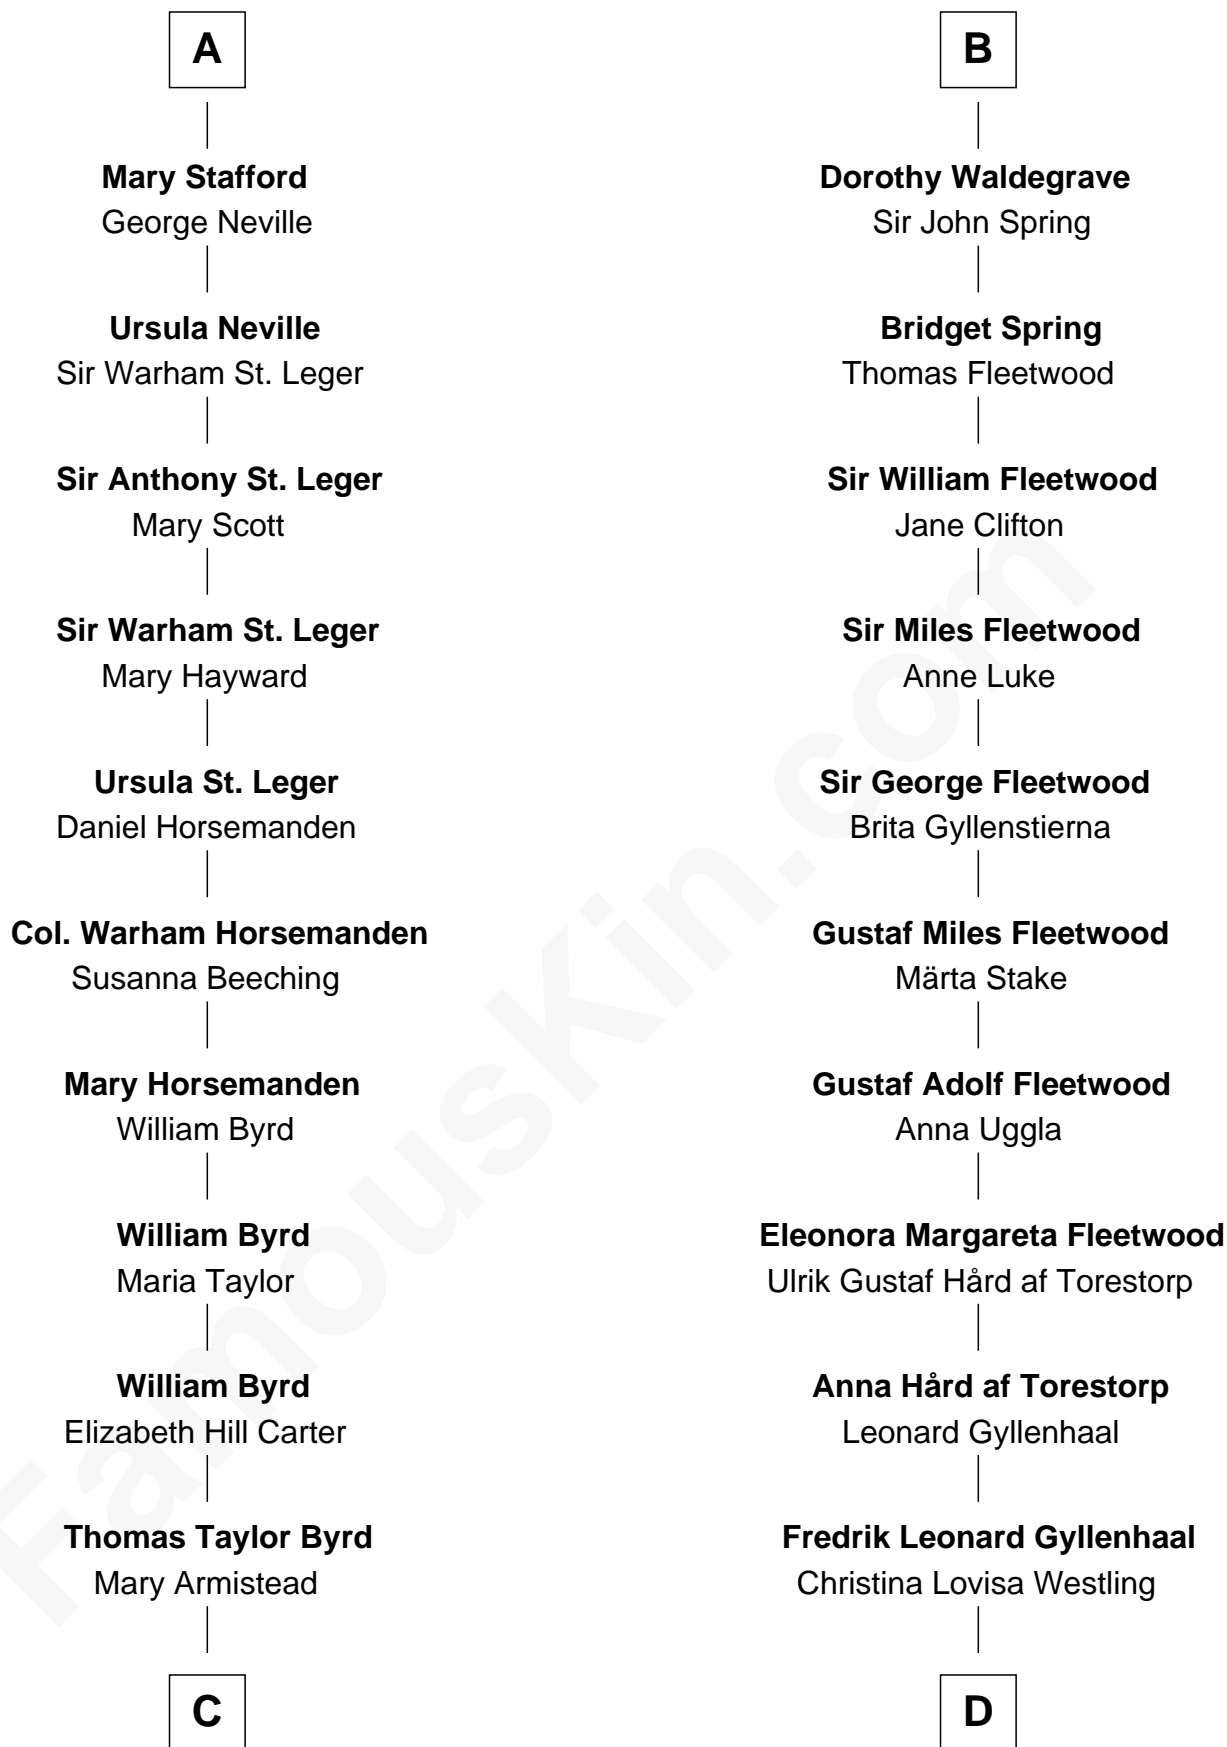 A
Mary Stafford
George Neville
Ursula Neville
Sir Warham St. Leger
Sir Anthony St. Leger
Mary Scott
Sir Warham St. Leger
Mary Hayward
Ursula St. Leger
Daniel Horsemanden
Col. Warham Horsemanden
Susanna Beeching
Mary Horsemanden
William Byrd
William Byrd
Maria Taylor
William Byrd
Elizabeth Hill Carter
Thomas Taylor Byrd
Mary Armistead
C
B
Dorothy Waldegrave
Sir John Spring
Bridget Spring
Thomas Fleetwood
Sir William Fleetwood
Jane Clifton
Sir Miles Fleetwood
Anne Luke
Sir George Fleetwood
Brita Gyllenstierna
Gustaf Miles Fleetwood
Märta Stake
Gustaf Adolf Fleetwood
Anna Uggla
Eleonora Margareta Fleetwood
Ulrik Gustaf Hård af Torestorp
Anna Hård af Torestorp
Leonard Gyllenhaal
Fredrik Leonard Gyllenhaal
Christina Lovisa Westling
D
FamousKin.com